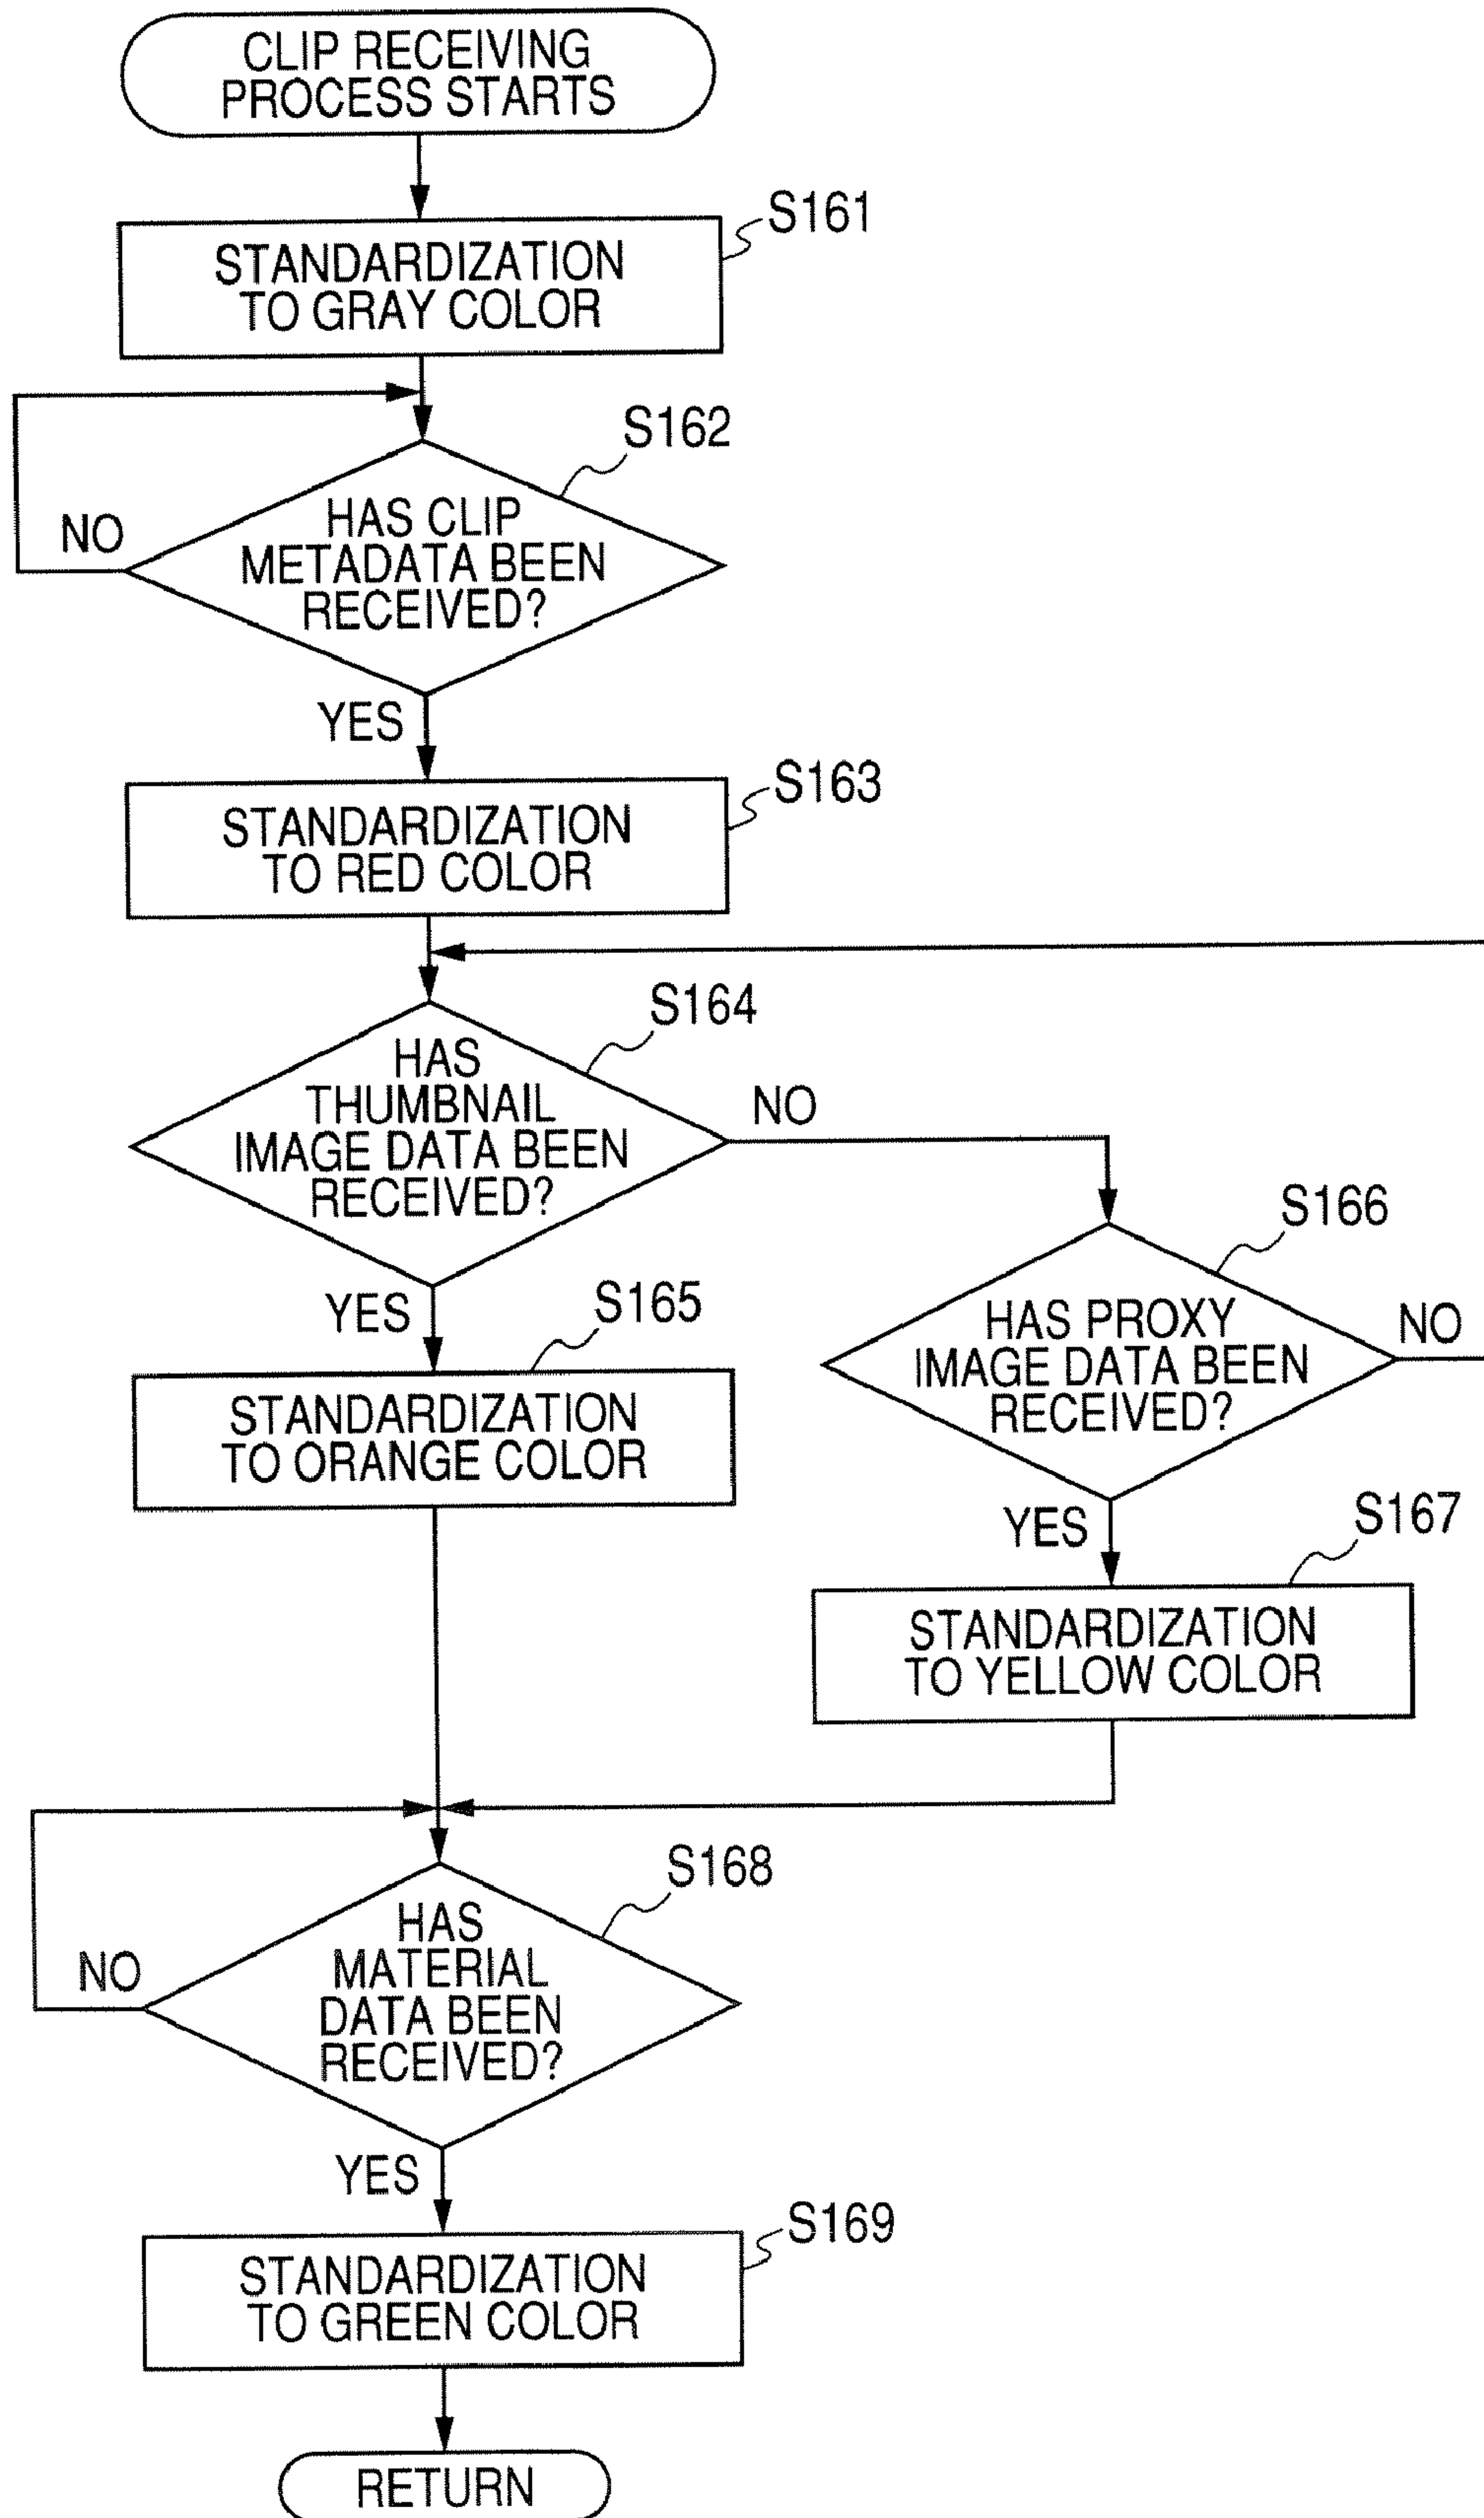 CLIP RECEIVING
PROCESS STARTS
S161
STANDARDIZATION
TO GRAY COLOR
S162
NO
HAS CLIP
METADATA BEEN
RECEIVED?
YES
S163
STANDARDIZATION
TO RED COLOR
S164
HAS
THUMBNAIL
IMAGE DATA BEEN
RECEIVED?
NO
S166
YES
S165
HAS PROXY
IMAGE DATA BEEN
RECEIVED?
NO
STANDARDIZATION
TO ORANGE COLOR
YES
S167
STANDARDIZATION
TO YELLOW COLOR
S168
HAS
MATERIAL
DATA BEEN
RECEIVED?
NO
YES
S169
STANDARDIZATION
TO GREEN COLOR
RETURN